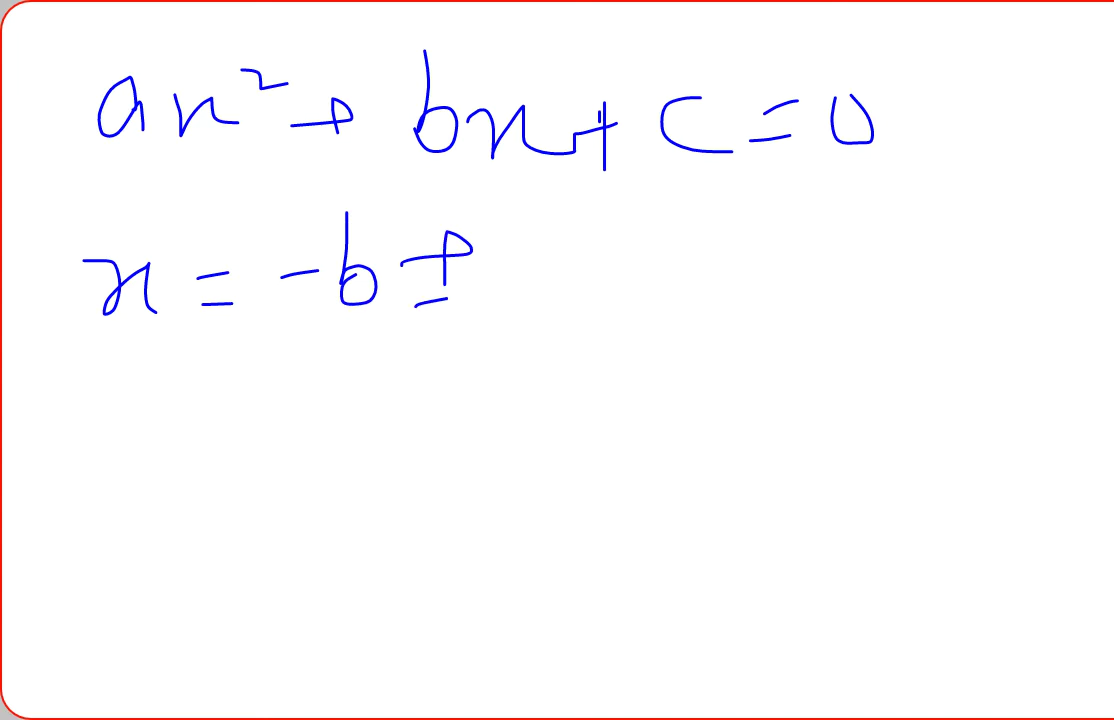 ax² + bx + c = 0
x = -b ±